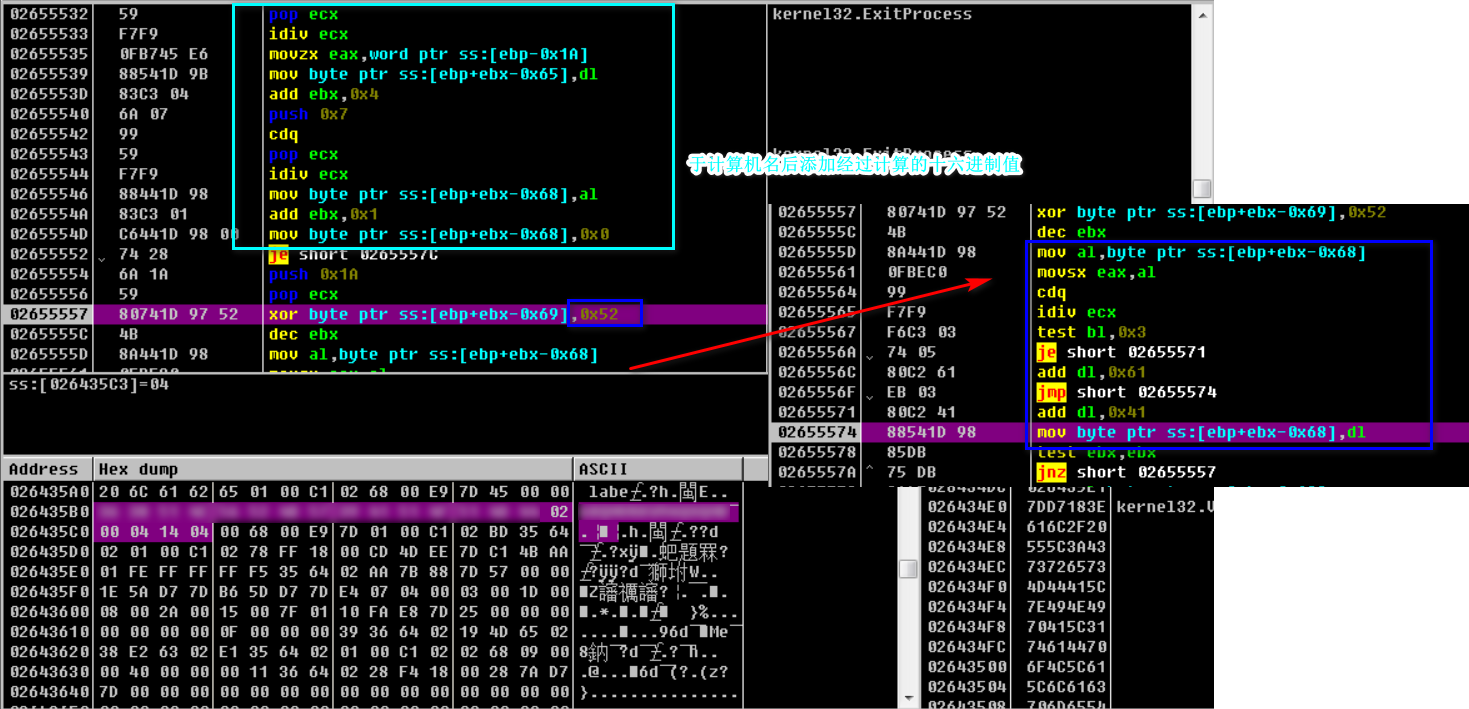 02655532 59 pop ecx
02655533 F7F9 idiv ecx
02655535 0FB745 E6 movzx eax,word ptr ss:[ebp-0x1A]
02655539 88541D 9B mov byte ptr ss:[ebp+ebx-0x65],dl
0265553D 83C3 04 add ebx,0x4
02655540 6A 07 push 0x7
02655542 99 cdq
02655543 59 pop ecx
02655544 F7F9 idiv ecx
02655546 88441D 98 mov byte ptr ss:[ebp+ebx-0x68],al
0265554A 83C3 01 add ebx,0x1
0265554D C6441D 98 00 mov byte ptr ss:[ebp+ebx-0x68],0x0
02655552 74 28 je short 0265557C
02655554 6A 1A push 0x1A
02655556 59 pop ecx
02655557 80741D 97 52 xor byte ptr ss:[ebp+ebx-0x69],0x52
0265555C 4B dec ebx
0265555D 8A441D 98 mov al,byte ptr ss:[ebp+ebx-0x68]
kernel32.ExitProcess
kernel32.ExitProcess
于计算机名后添加经过计算的十六进制值
02655557 80741D 97 52 xor byte ptr ss:[ebp+ebx-0x69],0x52
0265555C 4B dec ebx
0265555D 8A441D 98 mov al,byte ptr ss:[ebp+ebx-0x68]
02655561 0FBEC0 movsx eax,al
02655564 99 cdq
02655565 F7F9 idiv ecx
02655567 F6C3 03 test bl,0x3
0265556A 74 05 je short 02655571
0265556C 80C2 61 add dl,0x61
0265556F EB 03 jmp short 02655574
02655571 80C2 41 add dl,0x41
02655574 88541D 98 mov byte ptr ss:[ebp+ebx-0x68],dl
02655578 85DB test ebx,ebx
0265557A 75 DB jnz short 02655557
ss:[026435C3]=04
Address Hex dump ASCII
026435A0 20 6C 61 62 65 01 00 C1 02 68 00 E9 7D 45 00 00 labe
026435B0 02
026435C0 00 04 14 04 00 68 00 E9 7D 01 00 C1 02 BD 35 64
026435D0 02 01 00 C1 02 78 FF 18 00 CD 4D EE 7D C1 4B AA
026435E0 01 FE FF FF FF F5 35 64 02 AA 7B 88 7D 57 00 00
026435F0 1E 5A D7 7D B6 5D D7 7D E4 07 04 00 03 00 1D 00
02643600 08 00 2A 00 15 00 7F 01 10 FA E8 7D 25 00 00 00
02643610 00 00 00 00 0F 00 00 00 39 36 64 02 19 4D 65 02
02643620 38 E2 63 02 E1 35 64 02 01 00 C1 02 02 68 09 00
02643630 00 40 00 00 00 11 36 64 02 28 F4 18 00 28 7A D7
02643640 7D 00 00 00 00 00 00 00 00 00 00 00 00 00 00 00 }...............
026434E0 7DD7183E kernel32.
026434E4 616C2F20
026434E8 555C3A43
026434EC 73726573
026434F0 4D44415C
026434F4 7E494E49
026434F8 70415C31
026434FC 74614470
02643500 6F4C5C61
02643504 5C6C6163
02643508 706D6554